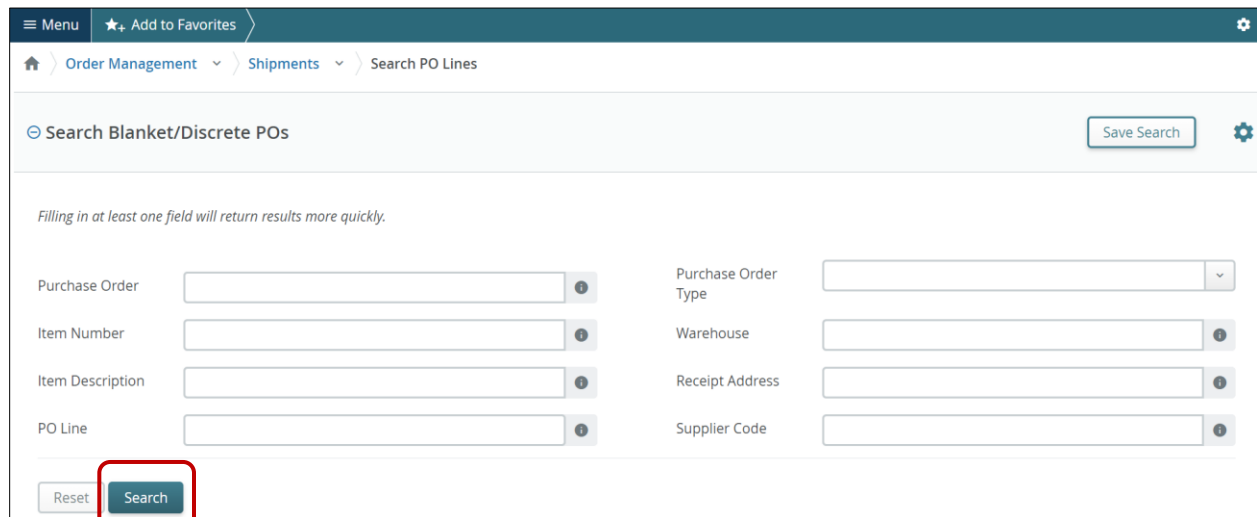 Menu Add to Favorites
Order Management Shipments Search PO Lines
Search Blanket/Discrete POs Save Search
Filling in at least one field will return results more quickly.
Purchase Order
Purchase Order
Type
Item Number
Warehouse
Item Description
Receipt Address
PO Line
Supplier Code
Reset Search